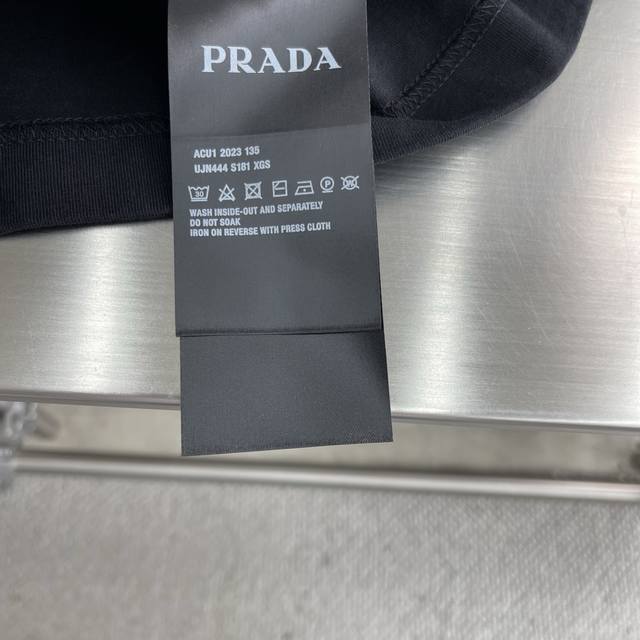 PRADA
ACU1 2023 135
UJN444 S181 XGS
30
WASH INSIDE-OUT AND SEPARATELY
DO NOT SOAK
IRON ON REVERSE WITH PRESS CLOTH